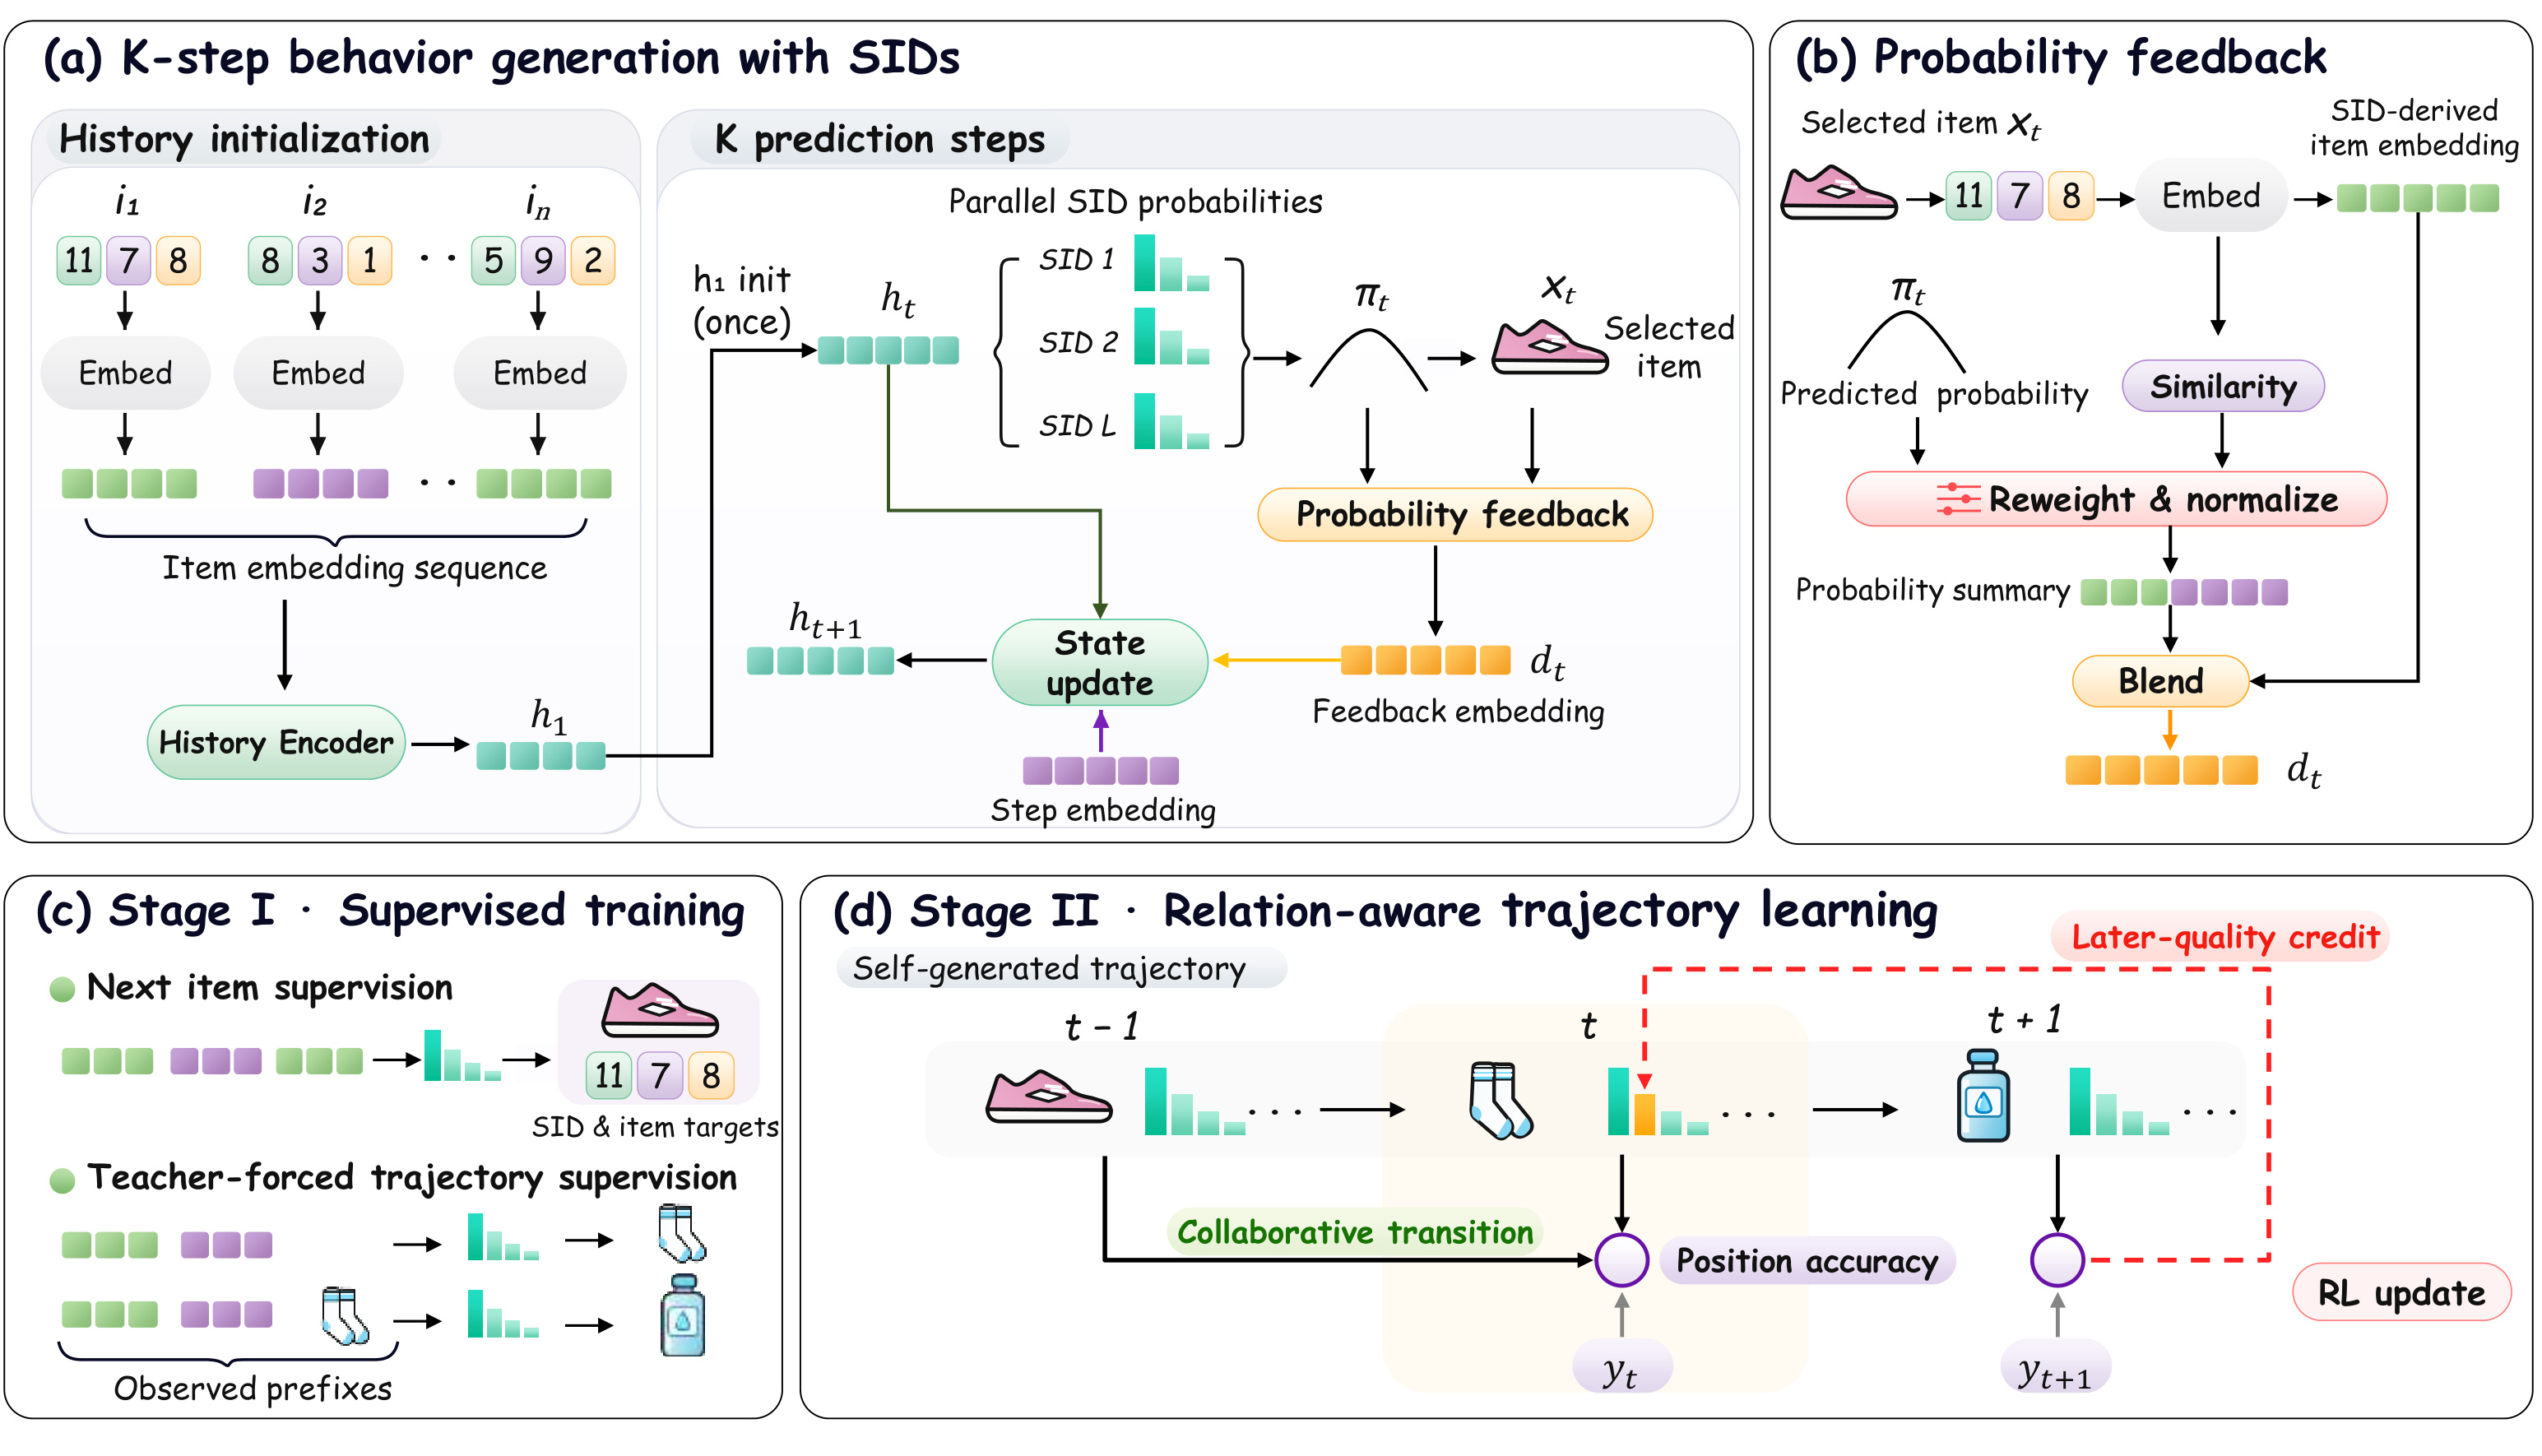 (a) K-step behavior generation with SIDs
History initialization
i₁ i₂ iₙ
11 7 8 8 3 1 · · 5 9 2
Embed Embed Embed
· ·
Item embedding sequence
History Encoder
h₁
K prediction steps
Parallel SID probabilities
h₁ init
(once)
hₜ
SID 1
SID 2
SID L
πₜ
xₜ
Selected
item
Probability feedback
hₜ₊₁
State
update
dₜ
Feedback embedding
Step embedding
(b) Probability feedback
Selected item xₜ
SID-derived
item embedding
11 7 8
Embed
πₜ
Predicted probability
Similarity
Reweight & normalize
Probability summary
Blend
dₜ
(c) Stage I · Supervised training
Next item supervision
11 7 8
SID & item targets
Teacher-forced trajectory supervision
Observed prefixes
(d) Stage II · Relation-aware trajectory learning
Later-quality credit
Self-generated trajectory
t − 1
t
t + 1
· · · · · · · · ·
Collaborative transition
Position accuracy
RL update
yₜ
yₜ₊₁